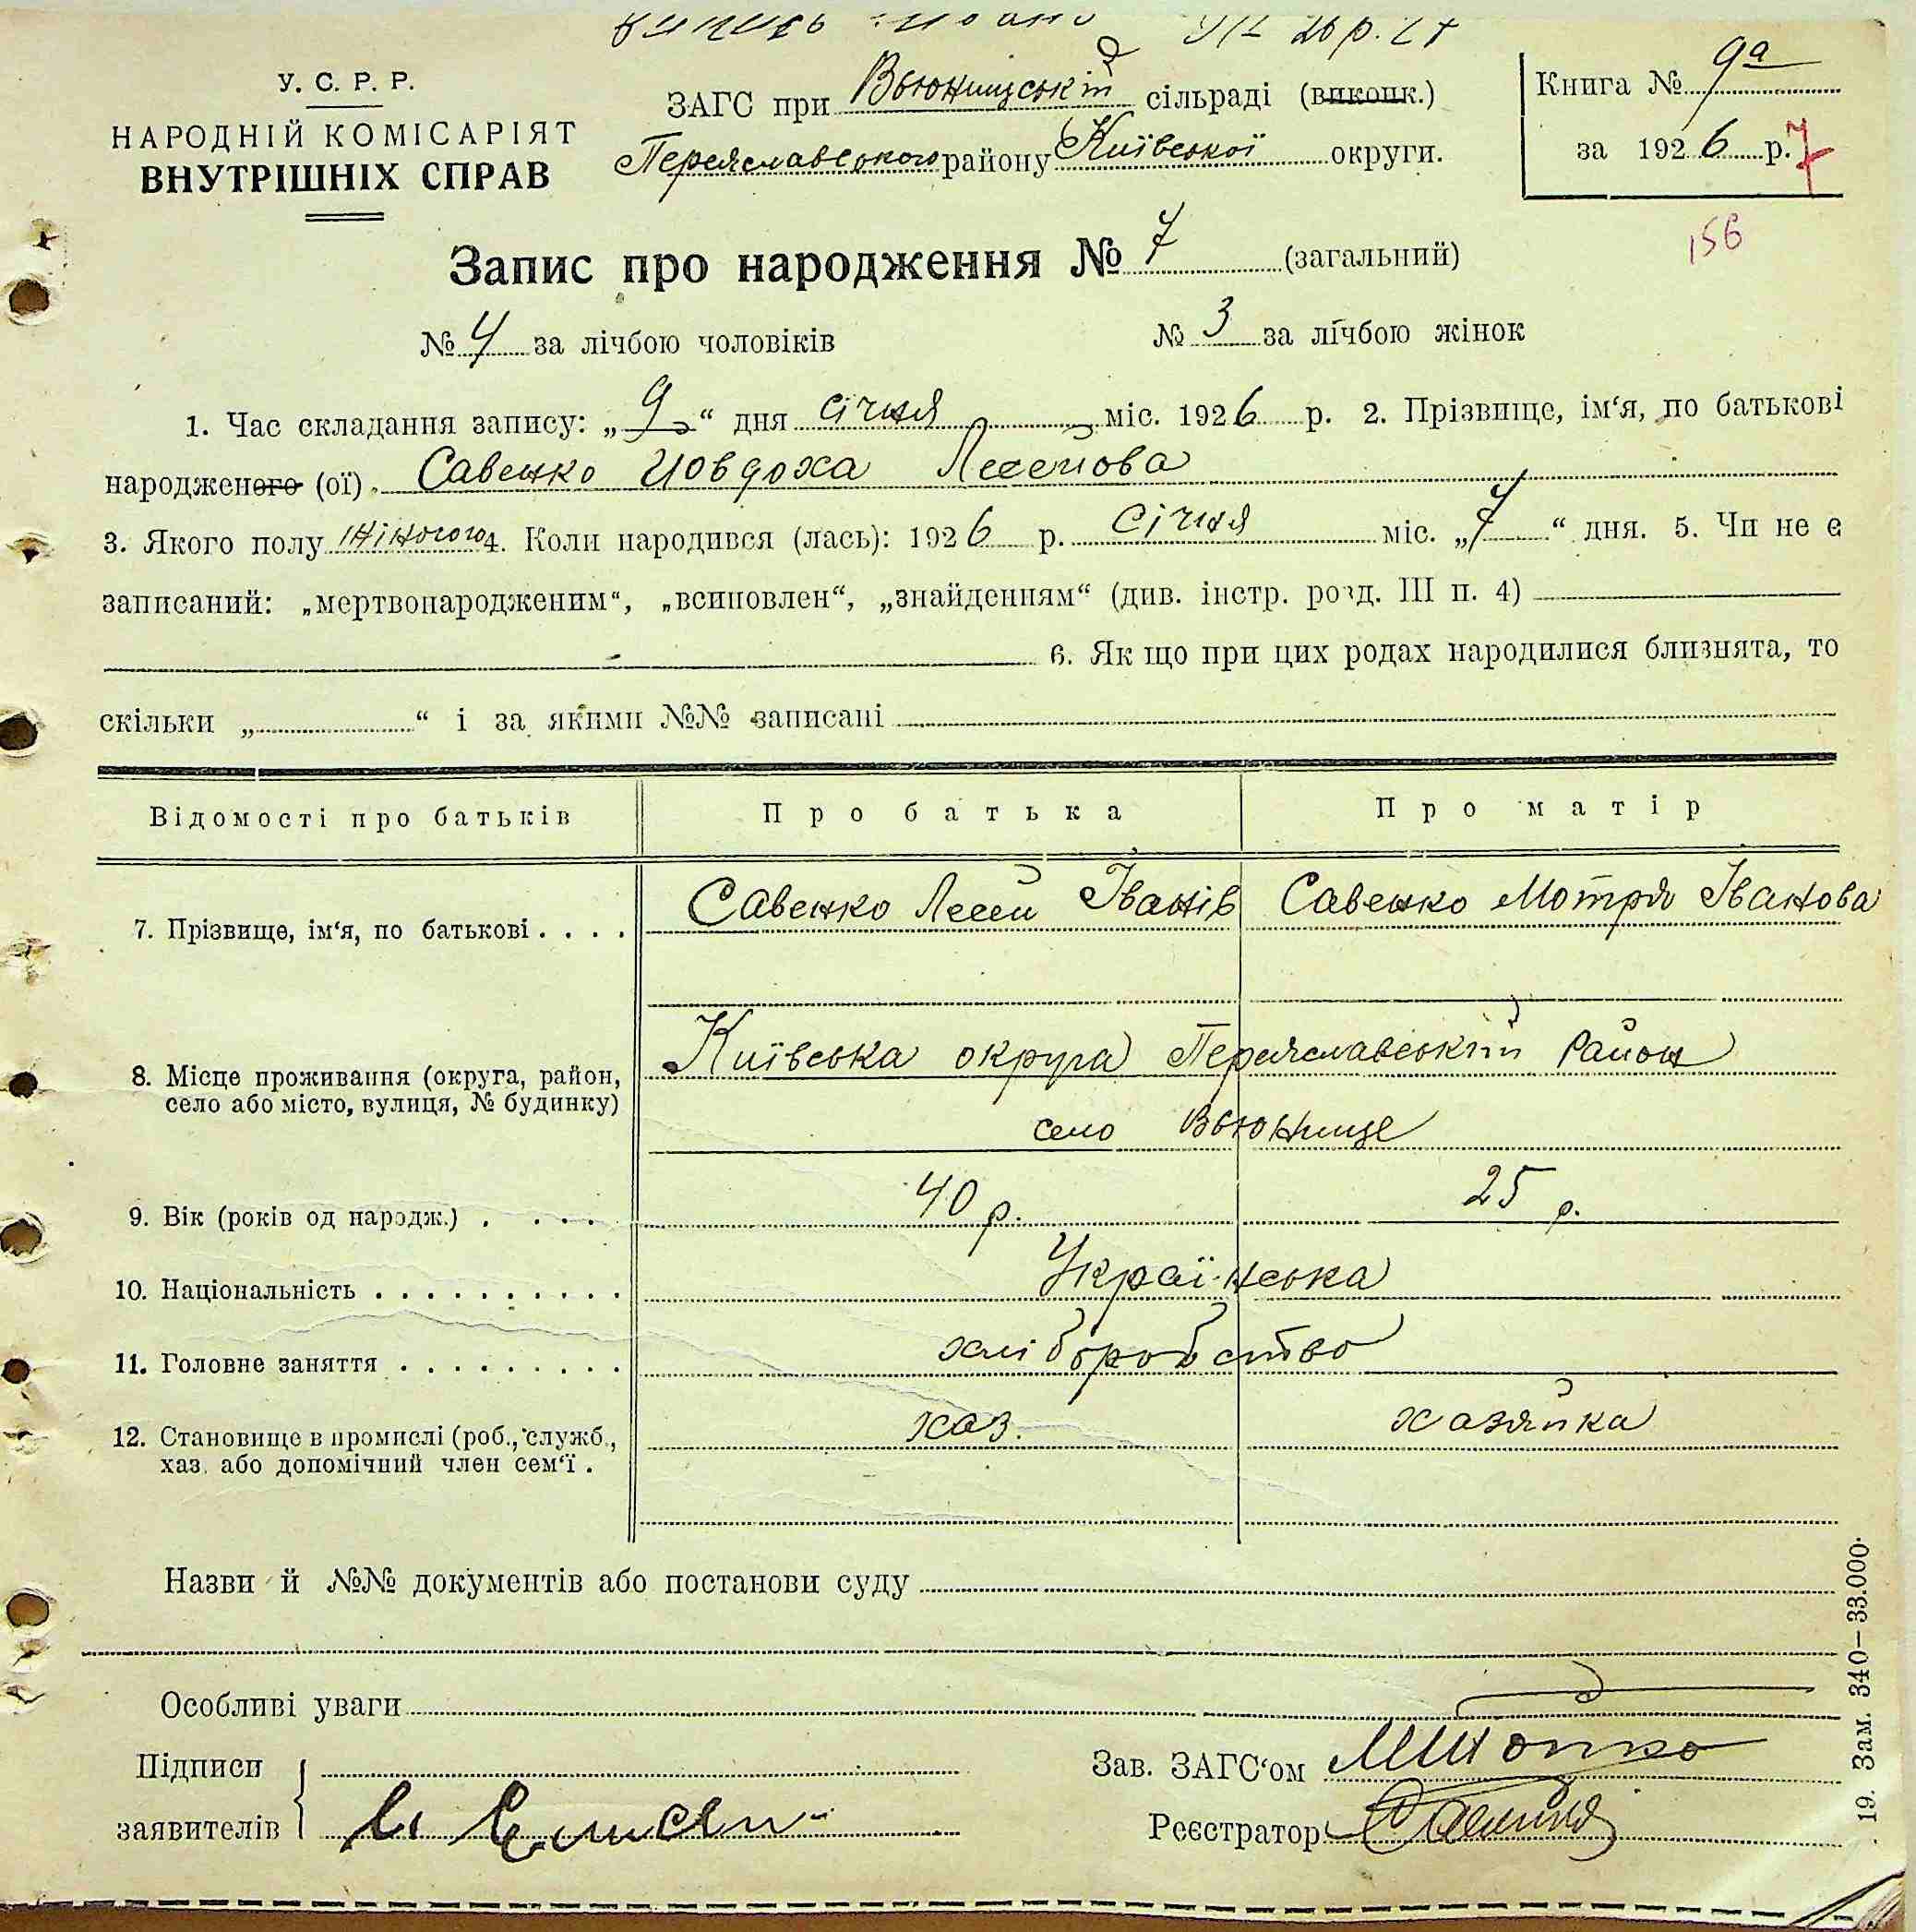 У. С. Р. Р.
НАРОДНІЙ КОМІСАРІЯТ
ВНУТРІШНІХ СПРАВ
ЗАГС при Вьюнищській сільраді (виконк.)
Переяславського району Київської округи.
Книга № 9а
за 1926 р. 7
156
Запис про народження № 7 (загальний)
№ 4 за лічбою чоловіків № 3 за лічбою жінок
1. Час складання запису: „9“ дня січня міс. 1926 р. 2. Прізвище, ім‘я, по батькові
народженого (ої). Савенко Иовдоха
3. Якого полу жіночого 4. Коли народився (лась): 1926 р. Січня міс. „7“ дня. 5. Чи не є
записаний: „мертвонародженим“, „всиновлен“, „знайденням“ (див. інстр. розд. III п. 4)
6. Як що при цих родах народилися близнята, то
скільки „ “ і за якими №№ записані
Відомості про батьків Про батька Про матір
7. Прізвище, ім‘я, по батькові . . . . Савенко Іванів Савенко Мотря Іванова
8. Місце проживання (округа, район,
село або місто, вулиця, № будинку)
Київська округа Переяславській район
село Вьюнище
9. Вік (років од народж.) . . . . 40 р. 25 р.
10. Національність . . . . . . . . . . Українська
11. Головне заняття . . . . . . . . . хліборобство
12. Становище в промислі (роб., служб.,
хаз. або допомічний член сем‘ї .
хаз. хазяйка
Назви й №№ документів або постанови суду
Особливі уваги
Підписи
заявителів
Зав. ЗАГС‘ом
Реєстратор
. 19. Зам. 340–33.000.